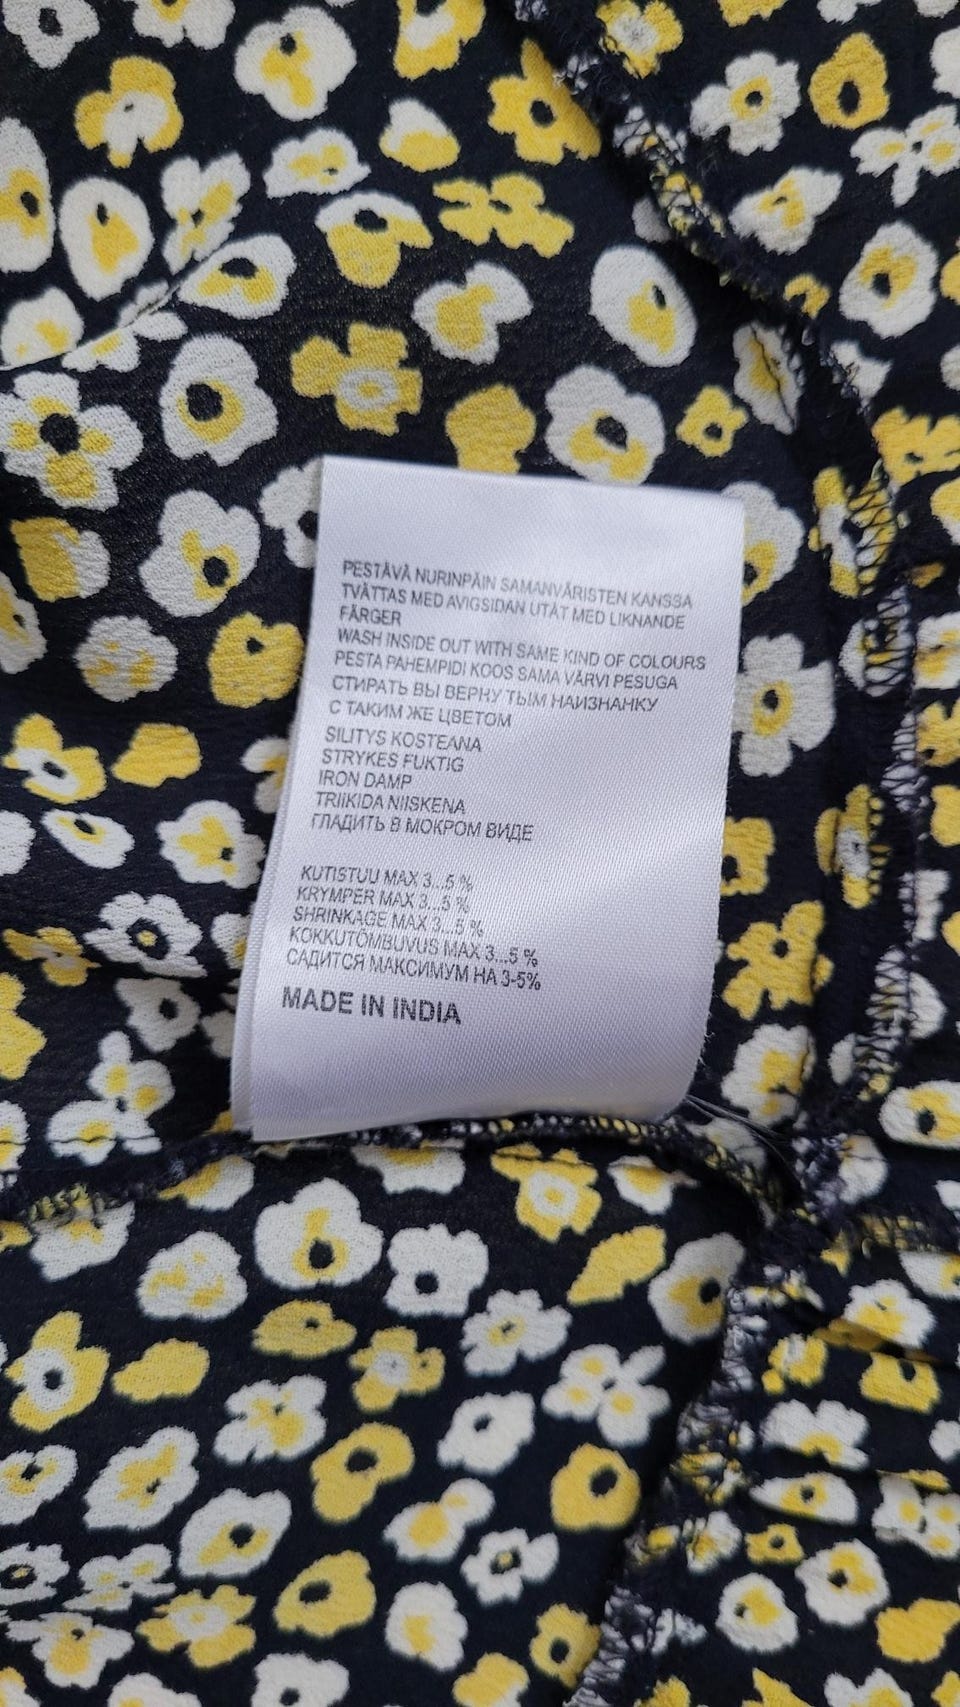 PESTÄVÄ NURINPÄIN SAMANVÄRISTEN KANSSA
TVÄTTAS MED AVIGSIDAN UTÅT MED LIKNANDE
FÄRGER
WASH INSIDE OUT WITH SAME KIND OF COLOURS
PESTA PAHEMPIDI KOOS SAMA VÄRVI PESUGA
СТИРАТЬ ВЫ ВЕРНУ ТЫМ НАИЗНАНКУ
С ТАКИМ ЖЕ ЦВЕТОМ
SILITYS KOSTEANA
STRYKES FUKTIG
IRON DAMP
TRIIKIDA NIISKENA
ГЛАДИТЬ В МОКРОМ ВИДЕ
KUTISTUU MAX 3...5 %
KRYMPER MAX 3...5 %
SHRINKAGE MAX 3...5 %
KOKKUTÕMBUVUS MAX 3...5 %
САДИТСЯ МАКСИМУМ НА 3-5%
MADE IN INDIA